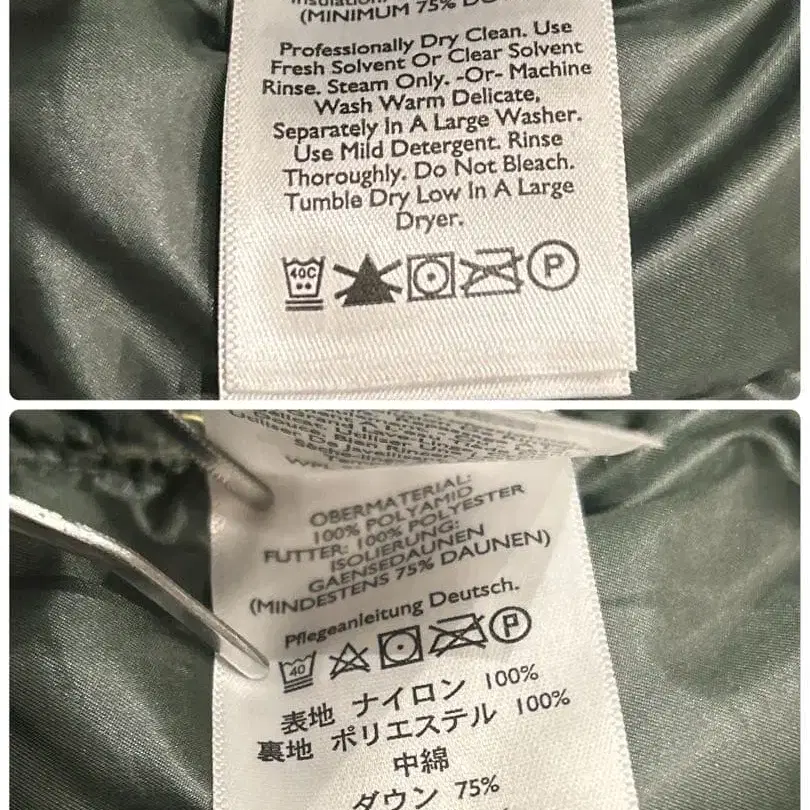 (MINIMUM 75% DO
Professionally Dry Clean. Use
Fresh Solvent Or Clear Solvent
Rinse. Steam Only. -Or- Machine
Wash Warm Delicate,
Separately In A Large Washer.
Use Mild Detergent. Rinse
Thoroughly. Do Not Bleach.
Tumble Dry Low In A Large
Dryer.
40C P
OBERMATERIAL:
100% POLYAMID
FUTTER: 100% POLYESTER
ISOLIERUNG:
GAENSEDAUNEN
(MINDESTENS 75% DAUNEN)
Pflegeanleitung Deutsch.
40 P
表地 ナイロン 100%
裏地 ポリエステル 100%
中綿
ダウン 75%